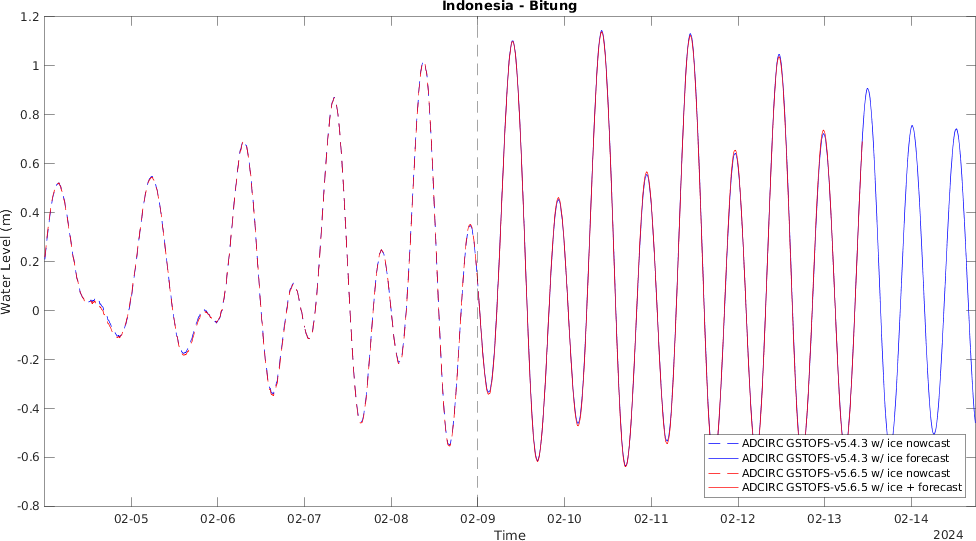 Indonesia - Bitung
1.2
1
0.8
0.6
0.4
0.2
0
-0.2
-0.4
-0.6
-0.8
Water Level (m)
ADCIRC GSTOFS-v5.4.3 w/ ice nowcast
ADCIRC GSTOFS-v5.4.3 w/ ice forecast
ADCIRC GSTOFS-v5.6.5 w/ ice nowcast
ADCIRC GSTOFS-v5.6.5 w/ ice + forecast
02-05 02-06 02-07 02-08 02-09 02-10 02-11 02-12 02-13 02-14
Time
2024